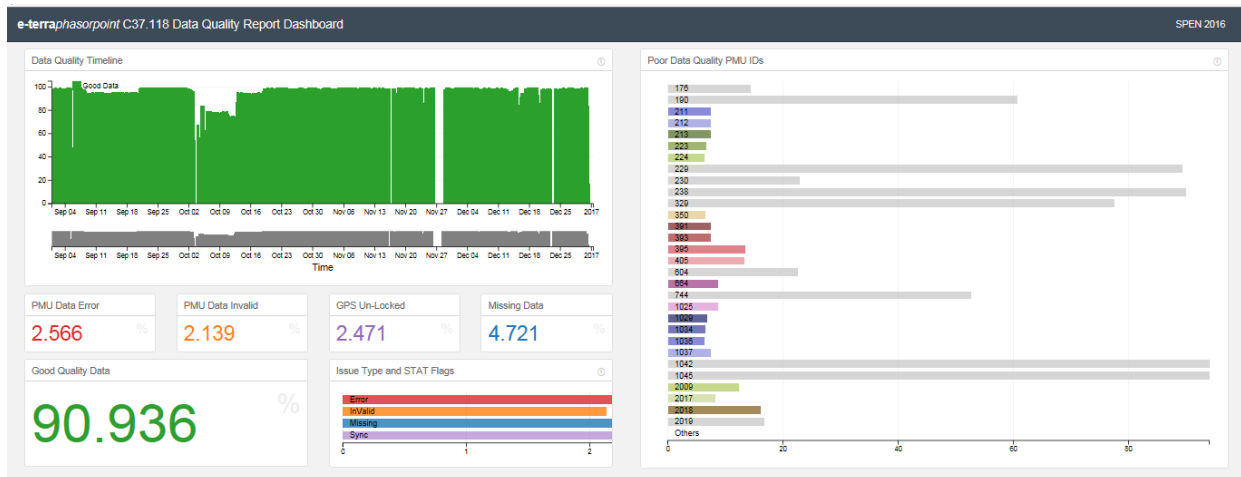 e-terraphasorpoint C37.118 Data Quality Report Dashboard
SPEN 2016
Data Quality Timeline
Good Data
100
80
60
40
20
0
Sep 04 Sep 11 Sep 18 Sep 25 Oct 02 Oct 09 Oct 16 Oct 23 Oct 30 Nov 06 Nov 13 Nov 20 Nov 27 Dec 04 Dec 11 Dec 18 Dec 25 2017
Sep 04 Sep 11 Sep 18 Sep 25 Oct 02 Oct 09 Oct 16 Oct 23 Oct 30 Nov 06 Nov 13 Nov 20 Nov 27 Dec 04 Dec 11 Dec 18 Dec 25 2017
Time
PMU Data Error
2.566 %
PMU Data Invalid
2.139 %
GPS Un-Locked
2.471 %
Missing Data
4.721 %
Good Quality Data
90.936 %
Issue Type and STAT Flags
Error
InValid
Missing
Sync
0 1 2
Poor Data Quality PMU IDs
176
190
211
212
213
223
224
229
230
238
329
350
391
393
395
405
604
664
744
1025
1029
1034
1036
1037
1042
1045
2009
2017
2018
2019
Others
0 20 40 60 80